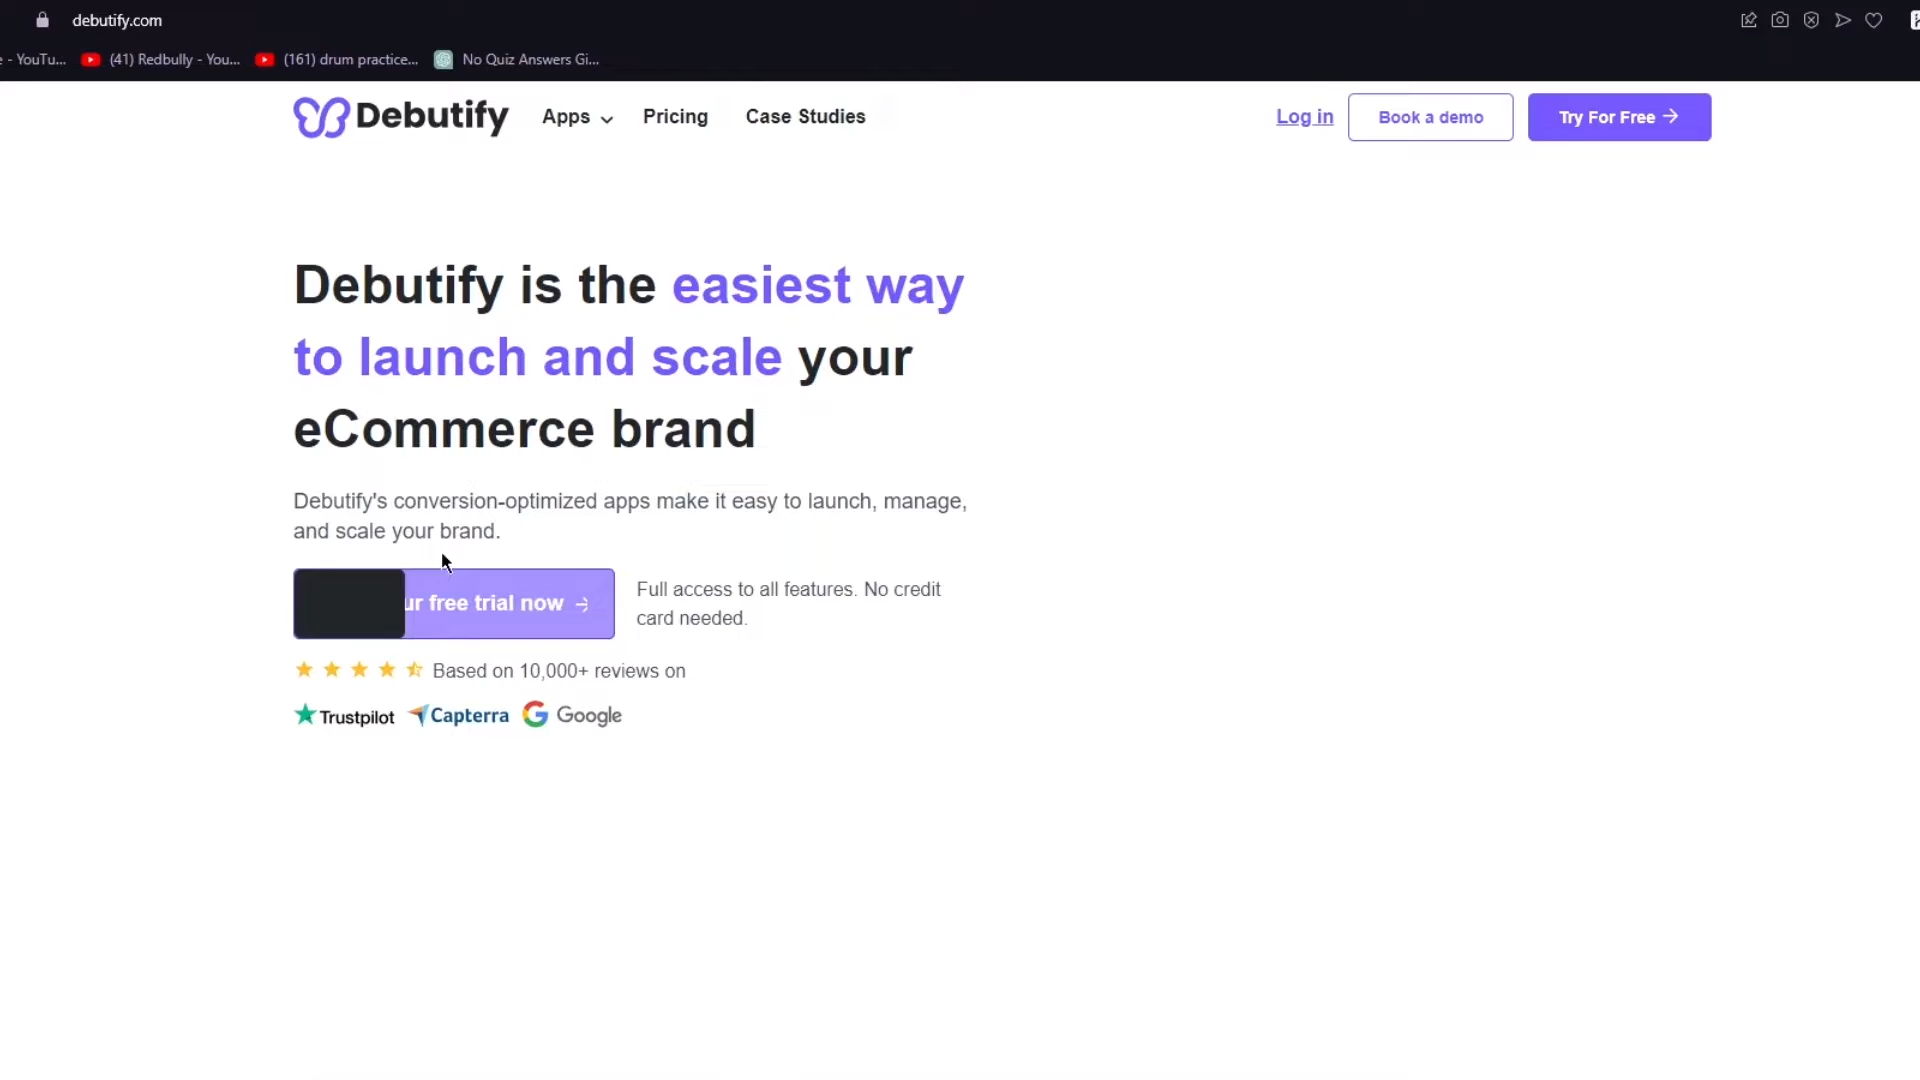 debutify.com
e - YouTu... (41) Redbully - You... (161) drum practice... No Quiz Answers Gi...
Debutify Apps Pricing Case Studies Log in Book a demo Try For Free →
Debutify is the easiest way
to launch and scale your
eCommerce brand
Debutify's conversion-optimized apps make it easy to launch, manage,
and scale your brand.
ur free trial now →
Full access to all features. No credit
card needed.
Based on 10,000+ reviews on
Trustpilot Capterra Google